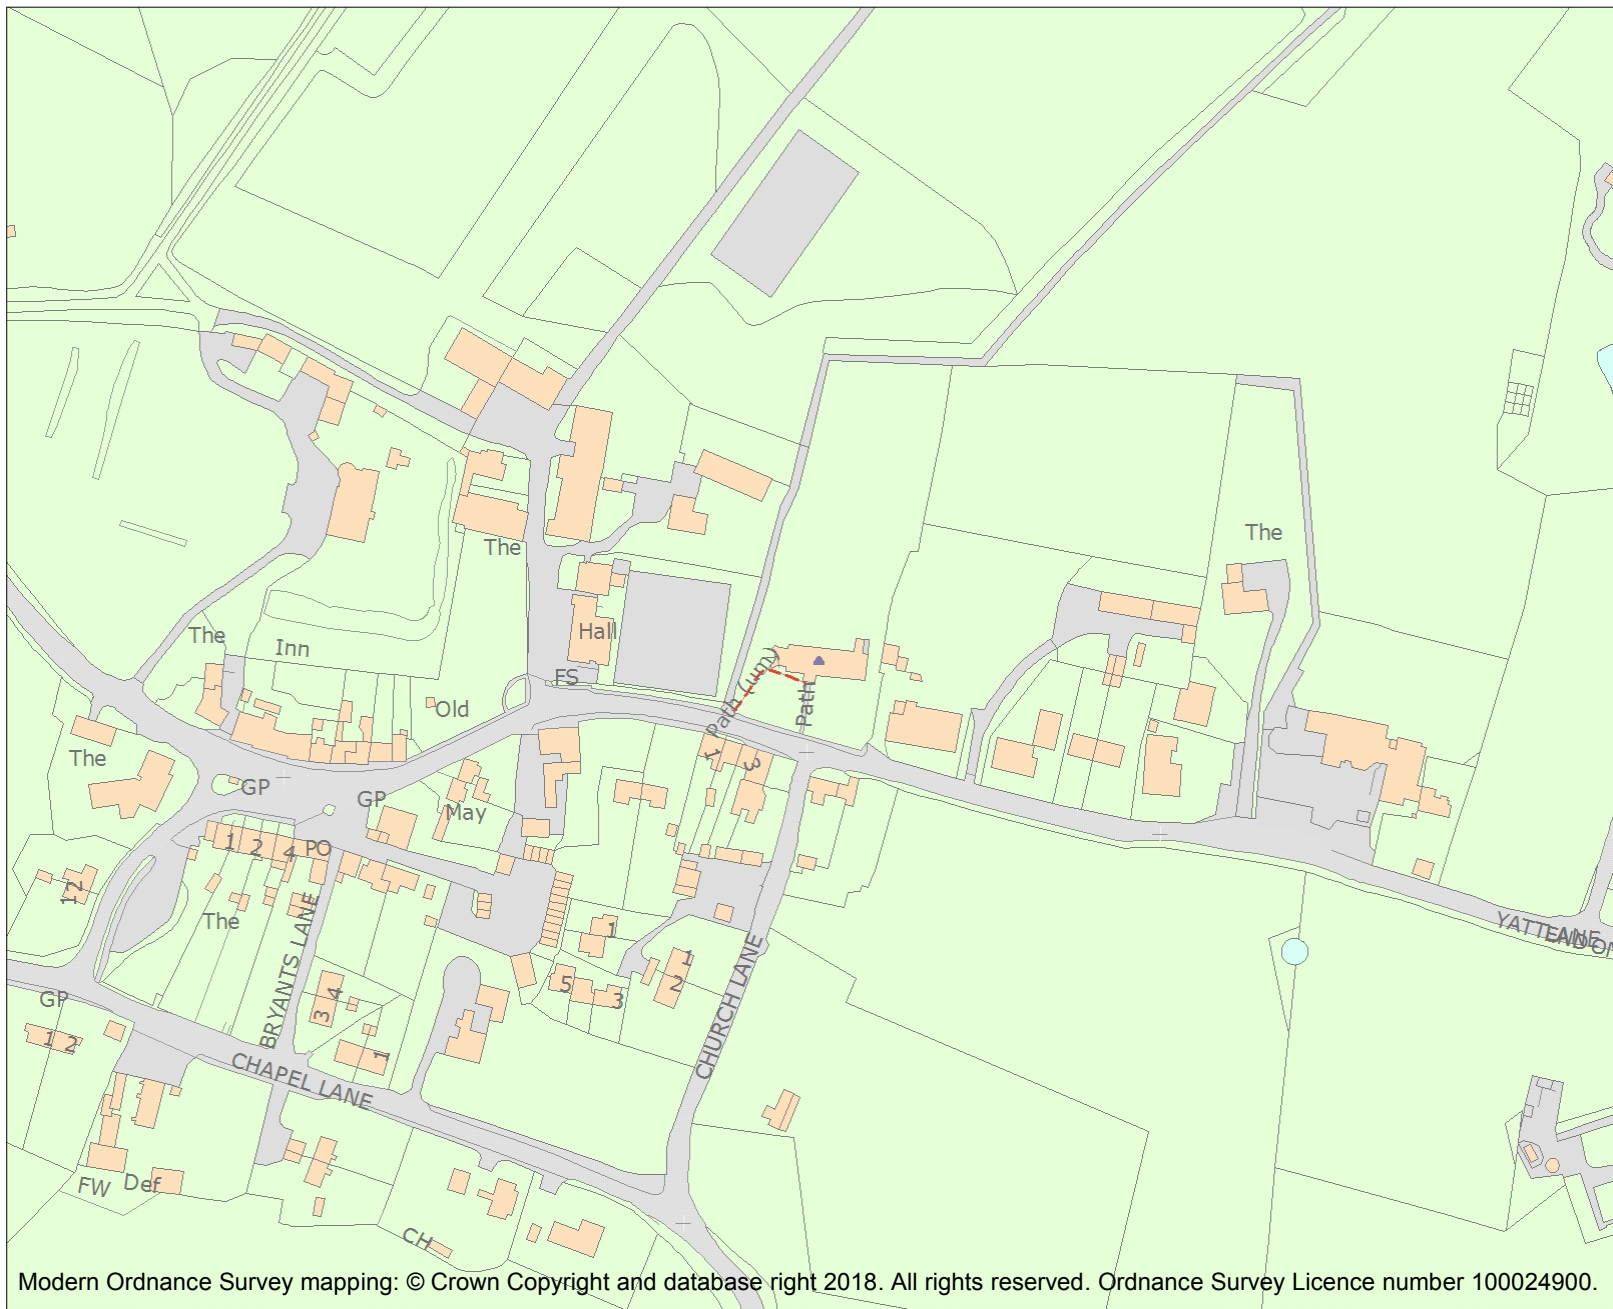 The
The
Hall
The
Inn
Path (um)
FS
Path
Old
The
GP
GP
May
1
3
1
2
4
PO
12
The
BRYANTS LANE
1
YATTENDON
LANE
CHURCH LANE
1
2
5
3
GP
4
3
1
2
1
CHAPEL LANE
FW
Def
CH
Modern Ordnance Survey mapping: © Crown Copyright and database right 2018. All rights reserved. Ordnance Survey Licence number 100024900.